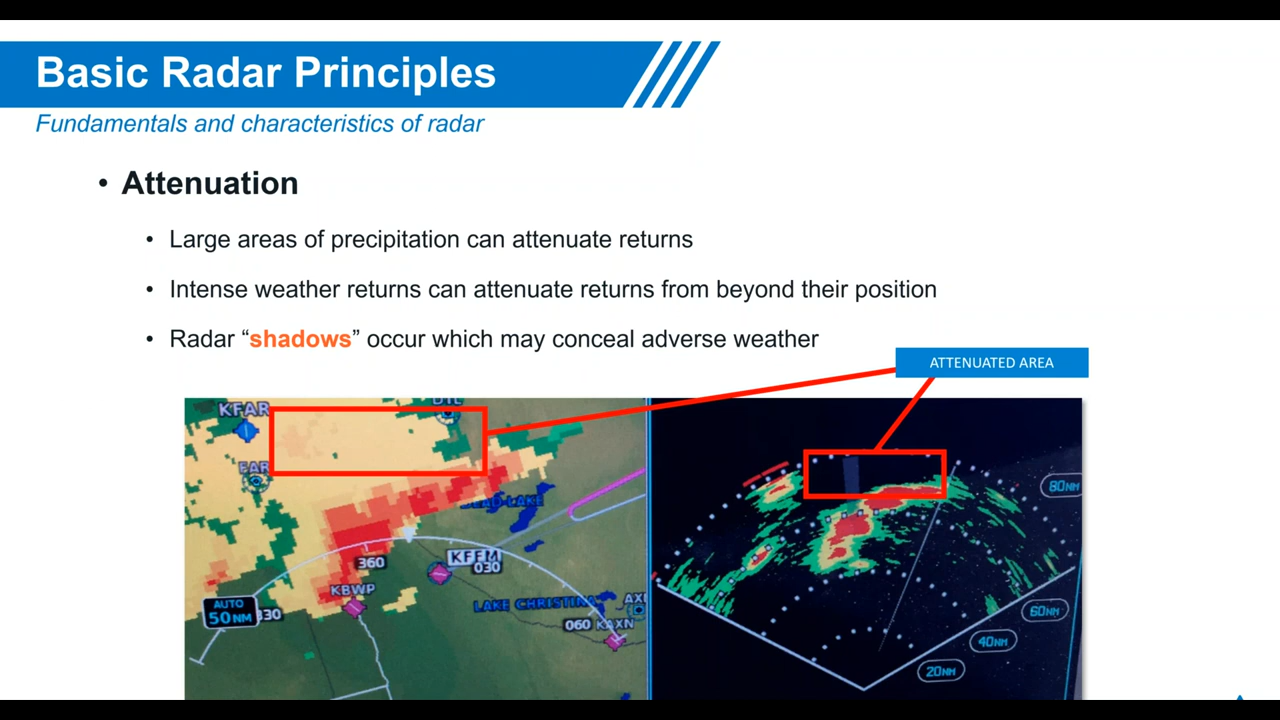 Basic Radar Principles
Fundamentals and characteristics of radar
• Attenuation
• Large areas of precipitation can attenuate returns
• Intense weather returns can attenuate returns from beyond their position
• Radar “shadows” occur which may conceal adverse weather
ATTENUATED AREA
KFAR
FAR
360
KFFM
030
KBWP
AUTO
50NM
330
LAKE CHRISTINA
060
KAXN
80NM
60NM
40NM
20NM